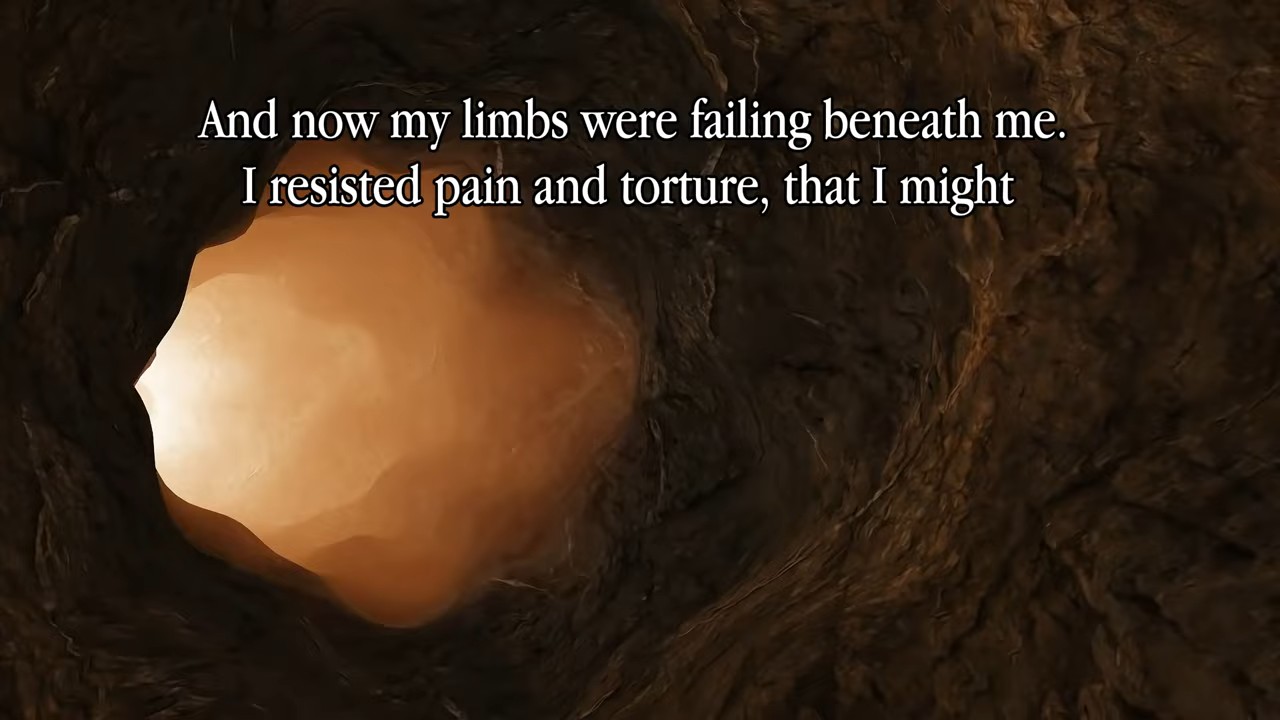 And now my limbs were failing beneath me.
I resisted pain and torture, that I might